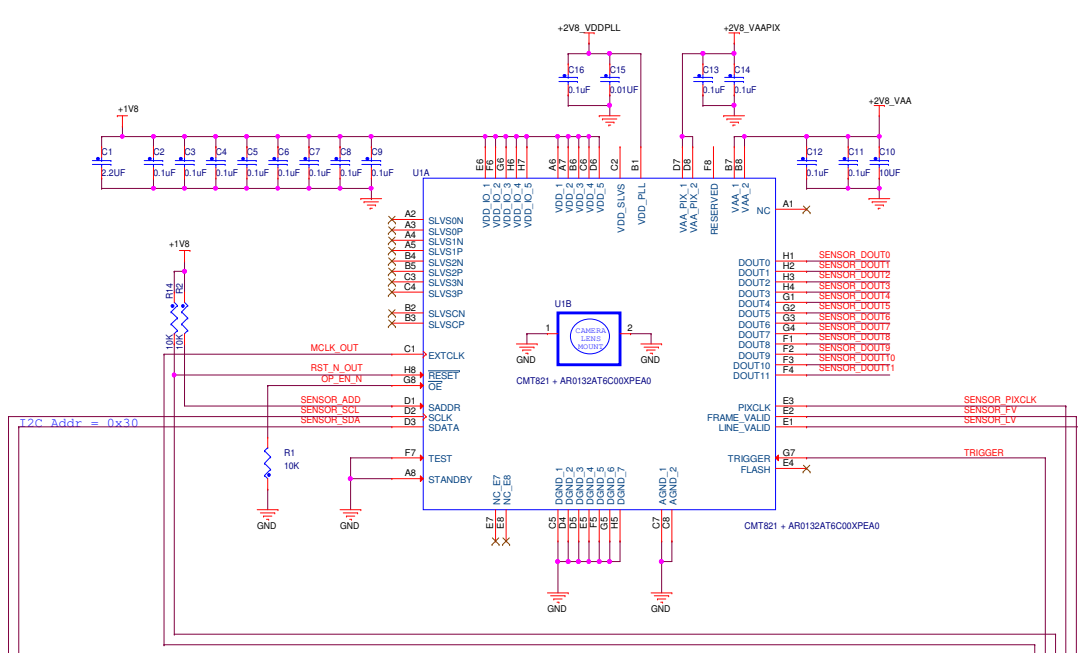 +2V8_VDDPLL
+2V8_VAAPIX
C16
0.1uF
C15
0.01UF
C13
0.1uF
C14
0.1uF
+1V8
+2V8_VAA
C1
2.2UF
C2
0.1uF
C3
0.1uF
C4
0.1uF
C5
0.1uF
C6
0.1uF
C7
0.1uF
C8
0.1uF
C9
0.1uF
C12
0.1uF
C11
0.1uF
C10
10UF
U1A
E6 F6 G6 H6 H7 A6 A7 B6 C6 D6 C2 B1 D7 D8 F8 B7 B8
VDD_IO_1
VDD_IO_2
VDD_IO_3
VDD_IO_4
VDD_IO_5
VDD_1
VDD_2
VDD_3
VDD_4
VDD_5
VDD_SLVS
VDD_PLL
VAA_PIX_1
VAA_PIX_2
RESERVED
VAA_1
VAA_2
NC A1
A2 SLVS0N
A3 SLVS0P
A4 SLVS1N
A5 SLVS1P
B4 SLVS2N
B5 SLVS2P
C3 SLVS3N
C4 SLVS3P
B2 SLVSCN
B3 SLVSCP
+1V8
R14
10K
R2
10K
MCLK_OUT C1 EXTCLK
RST_N_OUT H8 RESET
OP_EN_N G8 OE
SENSOR_ADD D1 SADDR
SENSOR_SCL D2 SCLK
SENSOR_SDA D3 SDATA
I2C Addr = 0x30
R1
10K
GND
F7 TEST
A8 STANDBY
GND
U1B
1
CAMERA
LENS
MOUNT
2
GND
GND
CMT821 + AR0132AT6C00XPEA0
DOUT0 H1 SENSOR_DOUT0
DOUT1 H2 SENSOR_DOUT1
DOUT2 H3 SENSOR_DOUT2
DOUT3 H4 SENSOR_DOUT3
DOUT4 G1 SENSOR_DOUT4
DOUT5 G2 SENSOR_DOUT5
DOUT6 G3 SENSOR_DOUT6
DOUT7 G4 SENSOR_DOUT7
DOUT8 F1 SENSOR_DOUT8
DOUT9 F2 SENSOR_DOUT9
DOUT10 F3 SENSOR_DOUT10
DOUT11 F4 SENSOR_DOUT11
PIXCLK E3 SENSOR_PIXCLK
FRAME_VALID E2 SENSOR_FV
LINE_VALID E1 SENSOR_LV
TRIGGER G7 TRIGGER
FLASH E4
NC_E7
NC_E8
DGND_1
DGND_2
DGND_3
DGND_4
DGND_5
DGND_6
DGND_7
AGND_1
AGND_2
E7 E8 C5 D4 D5 E5 F5 G5 H5 C7 C8
CMT821 + AR0132AT6C00XPEA0
GND
GND